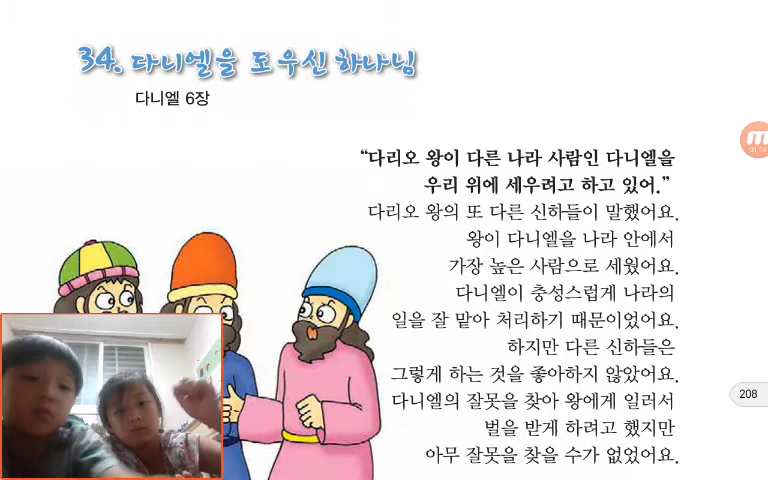 34. 다니엘을 도우신 하나님
다니엘 6장
“다리오 왕이 다른 나라 사람인 다니엘을
우리 위에 세우려고 하고 있어.”
다리오 왕의 또 다른 신하들이 말했어요.
왕이 다니엘을 나라 안에서
가장 높은 사람으로 세웠어요.
다니엘이 충성스럽게 나라의
일을 잘 맡아 처리하기 때문이었어요.
하지만 다른 신하들은
그렇게 하는 것을 좋아하지 않았어요.
다니엘의 잘못을 찾아 왕에게 일러서
벌을 받게 하려고 했지만
아무 잘못을 찾을 수가 없었어요.
208
01:14